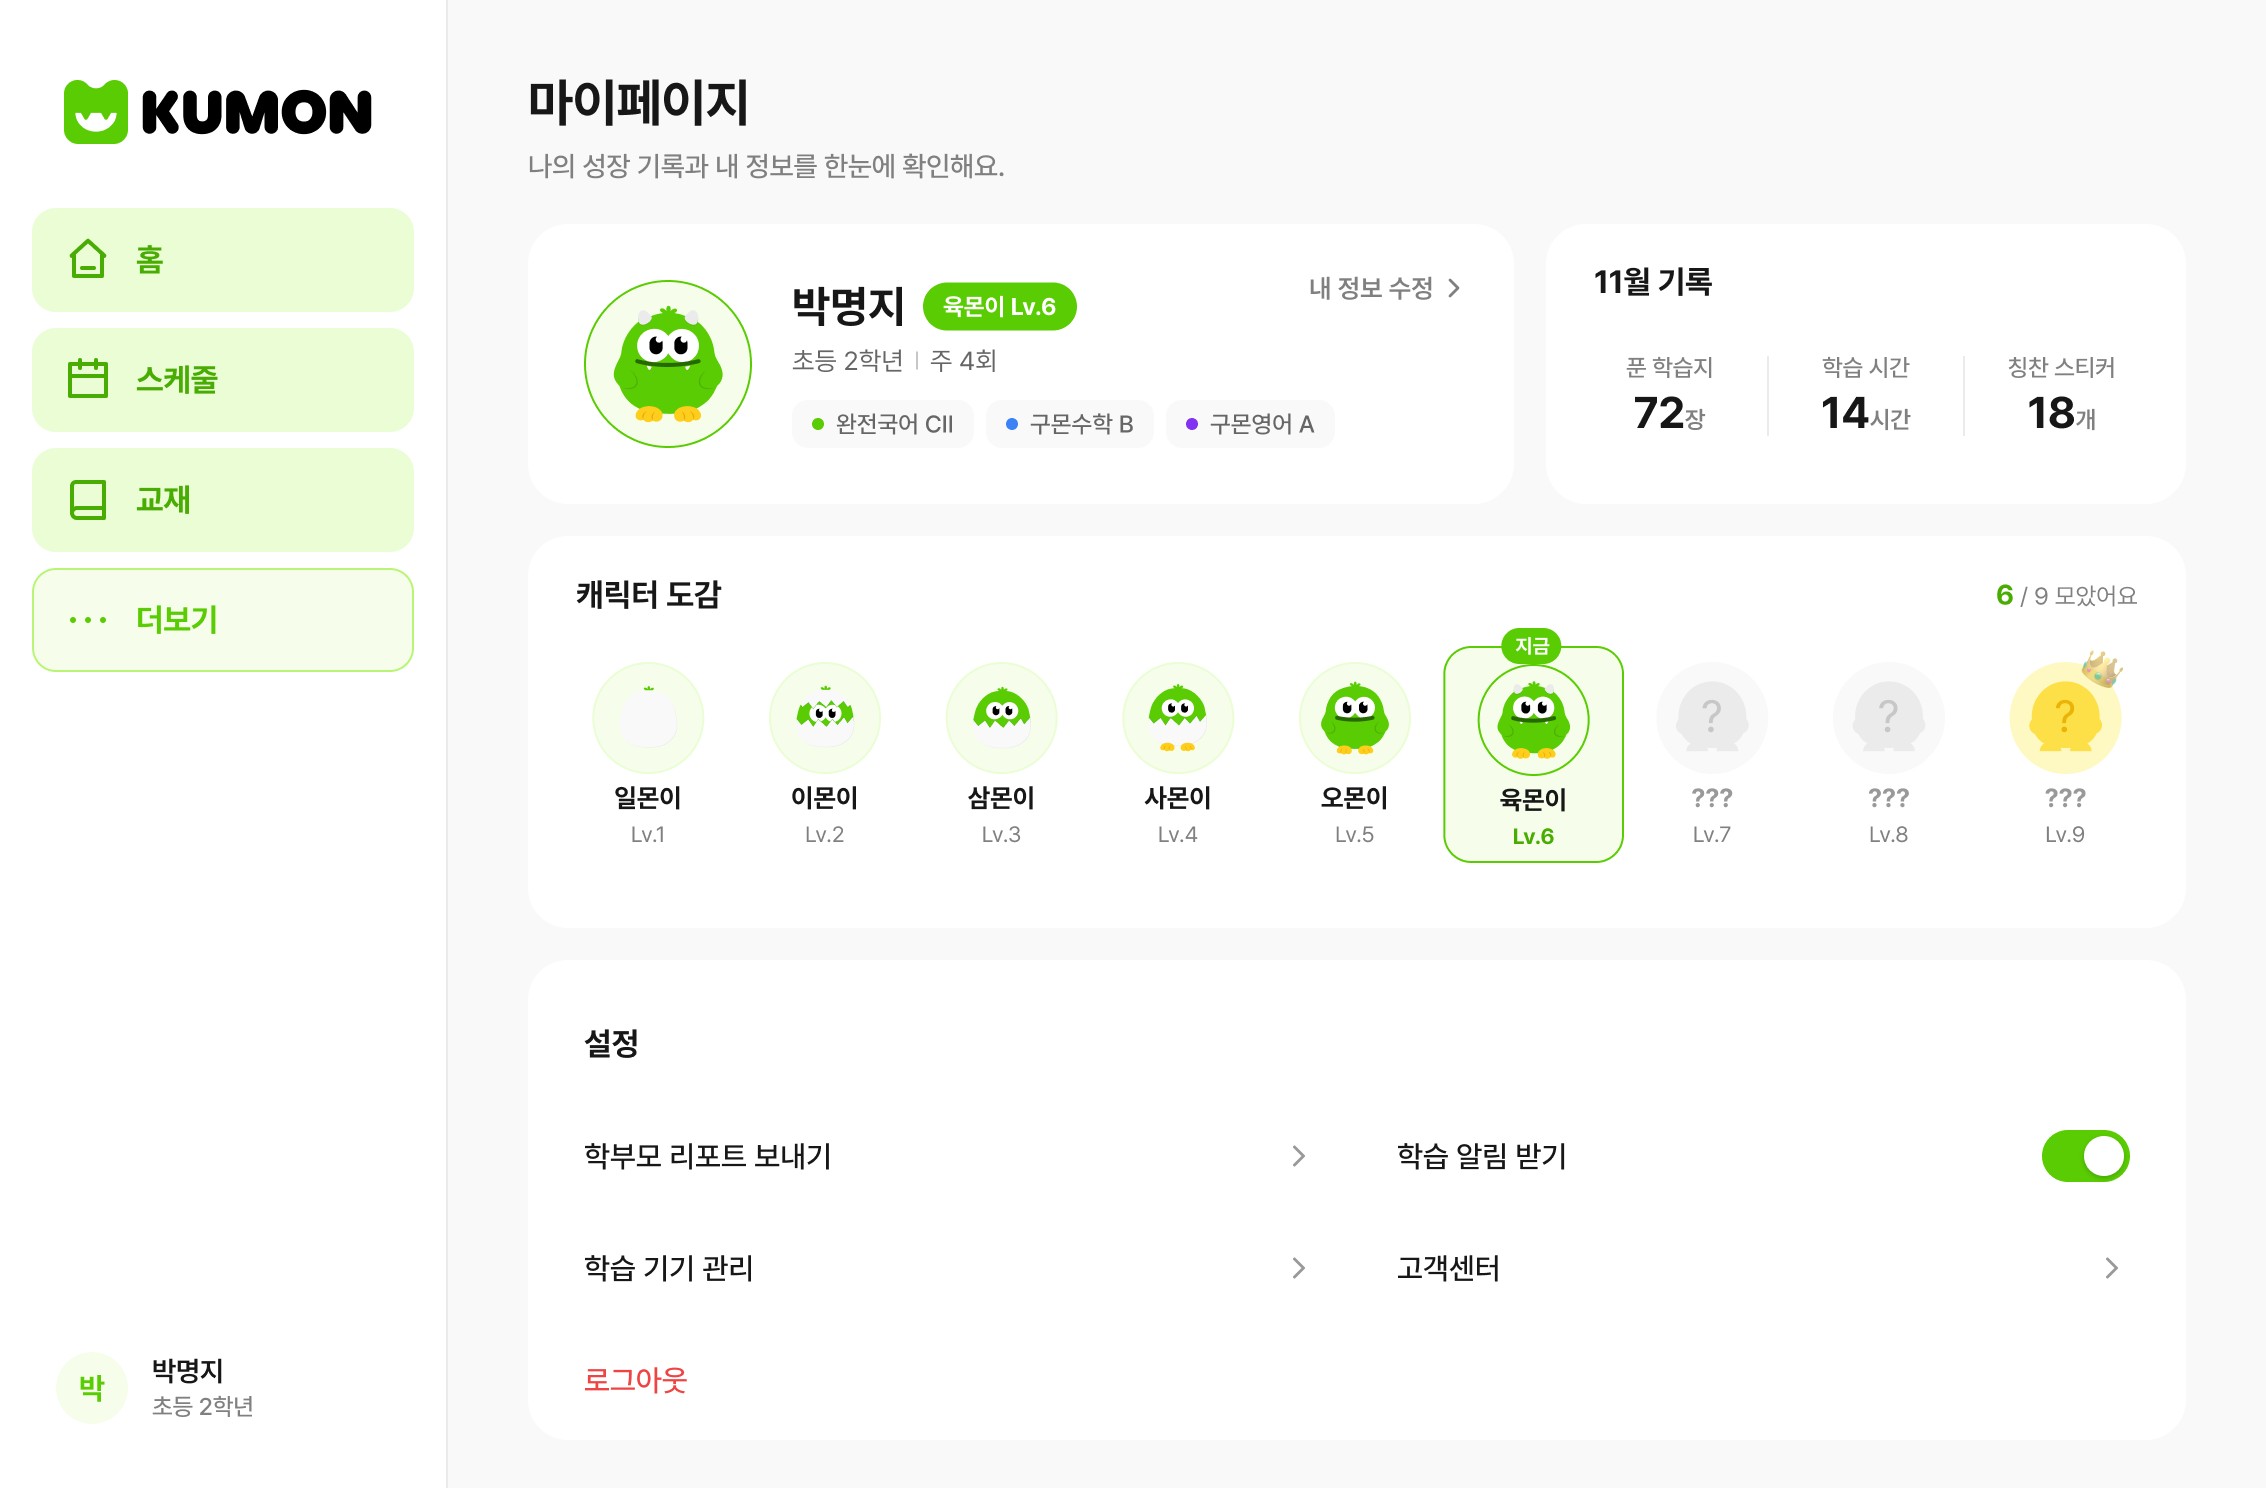 KUMON
홈
스케줄
교재
더보기
박
박명지
초등 2학년
마이페이지
나의 성장 기록과 내 정보를 한눈에 확인해요.
박명지 육몬이 Lv.6
내 정보 수정
초등 2학년 | 주 4회
완전국어 CII 구몬수학 B 구몬영어 A
11월 기록
푼 학습지 학습 시간 칭찬 스티커
72장 14시간 18개
캐릭터 도감
6 / 9 모았어요
지금
? ? ?
일몬이 이몬이 삼몬이 사몬이 오몬이 육몬이 ??? ??? ???
Lv.1 Lv.2 Lv.3 Lv.4 Lv.5 Lv.6 Lv.7 Lv.8 Lv.9
설정
학부모 리포트 보내기
학습 알림 받기
학습 기기 관리
고객센터
로그아웃